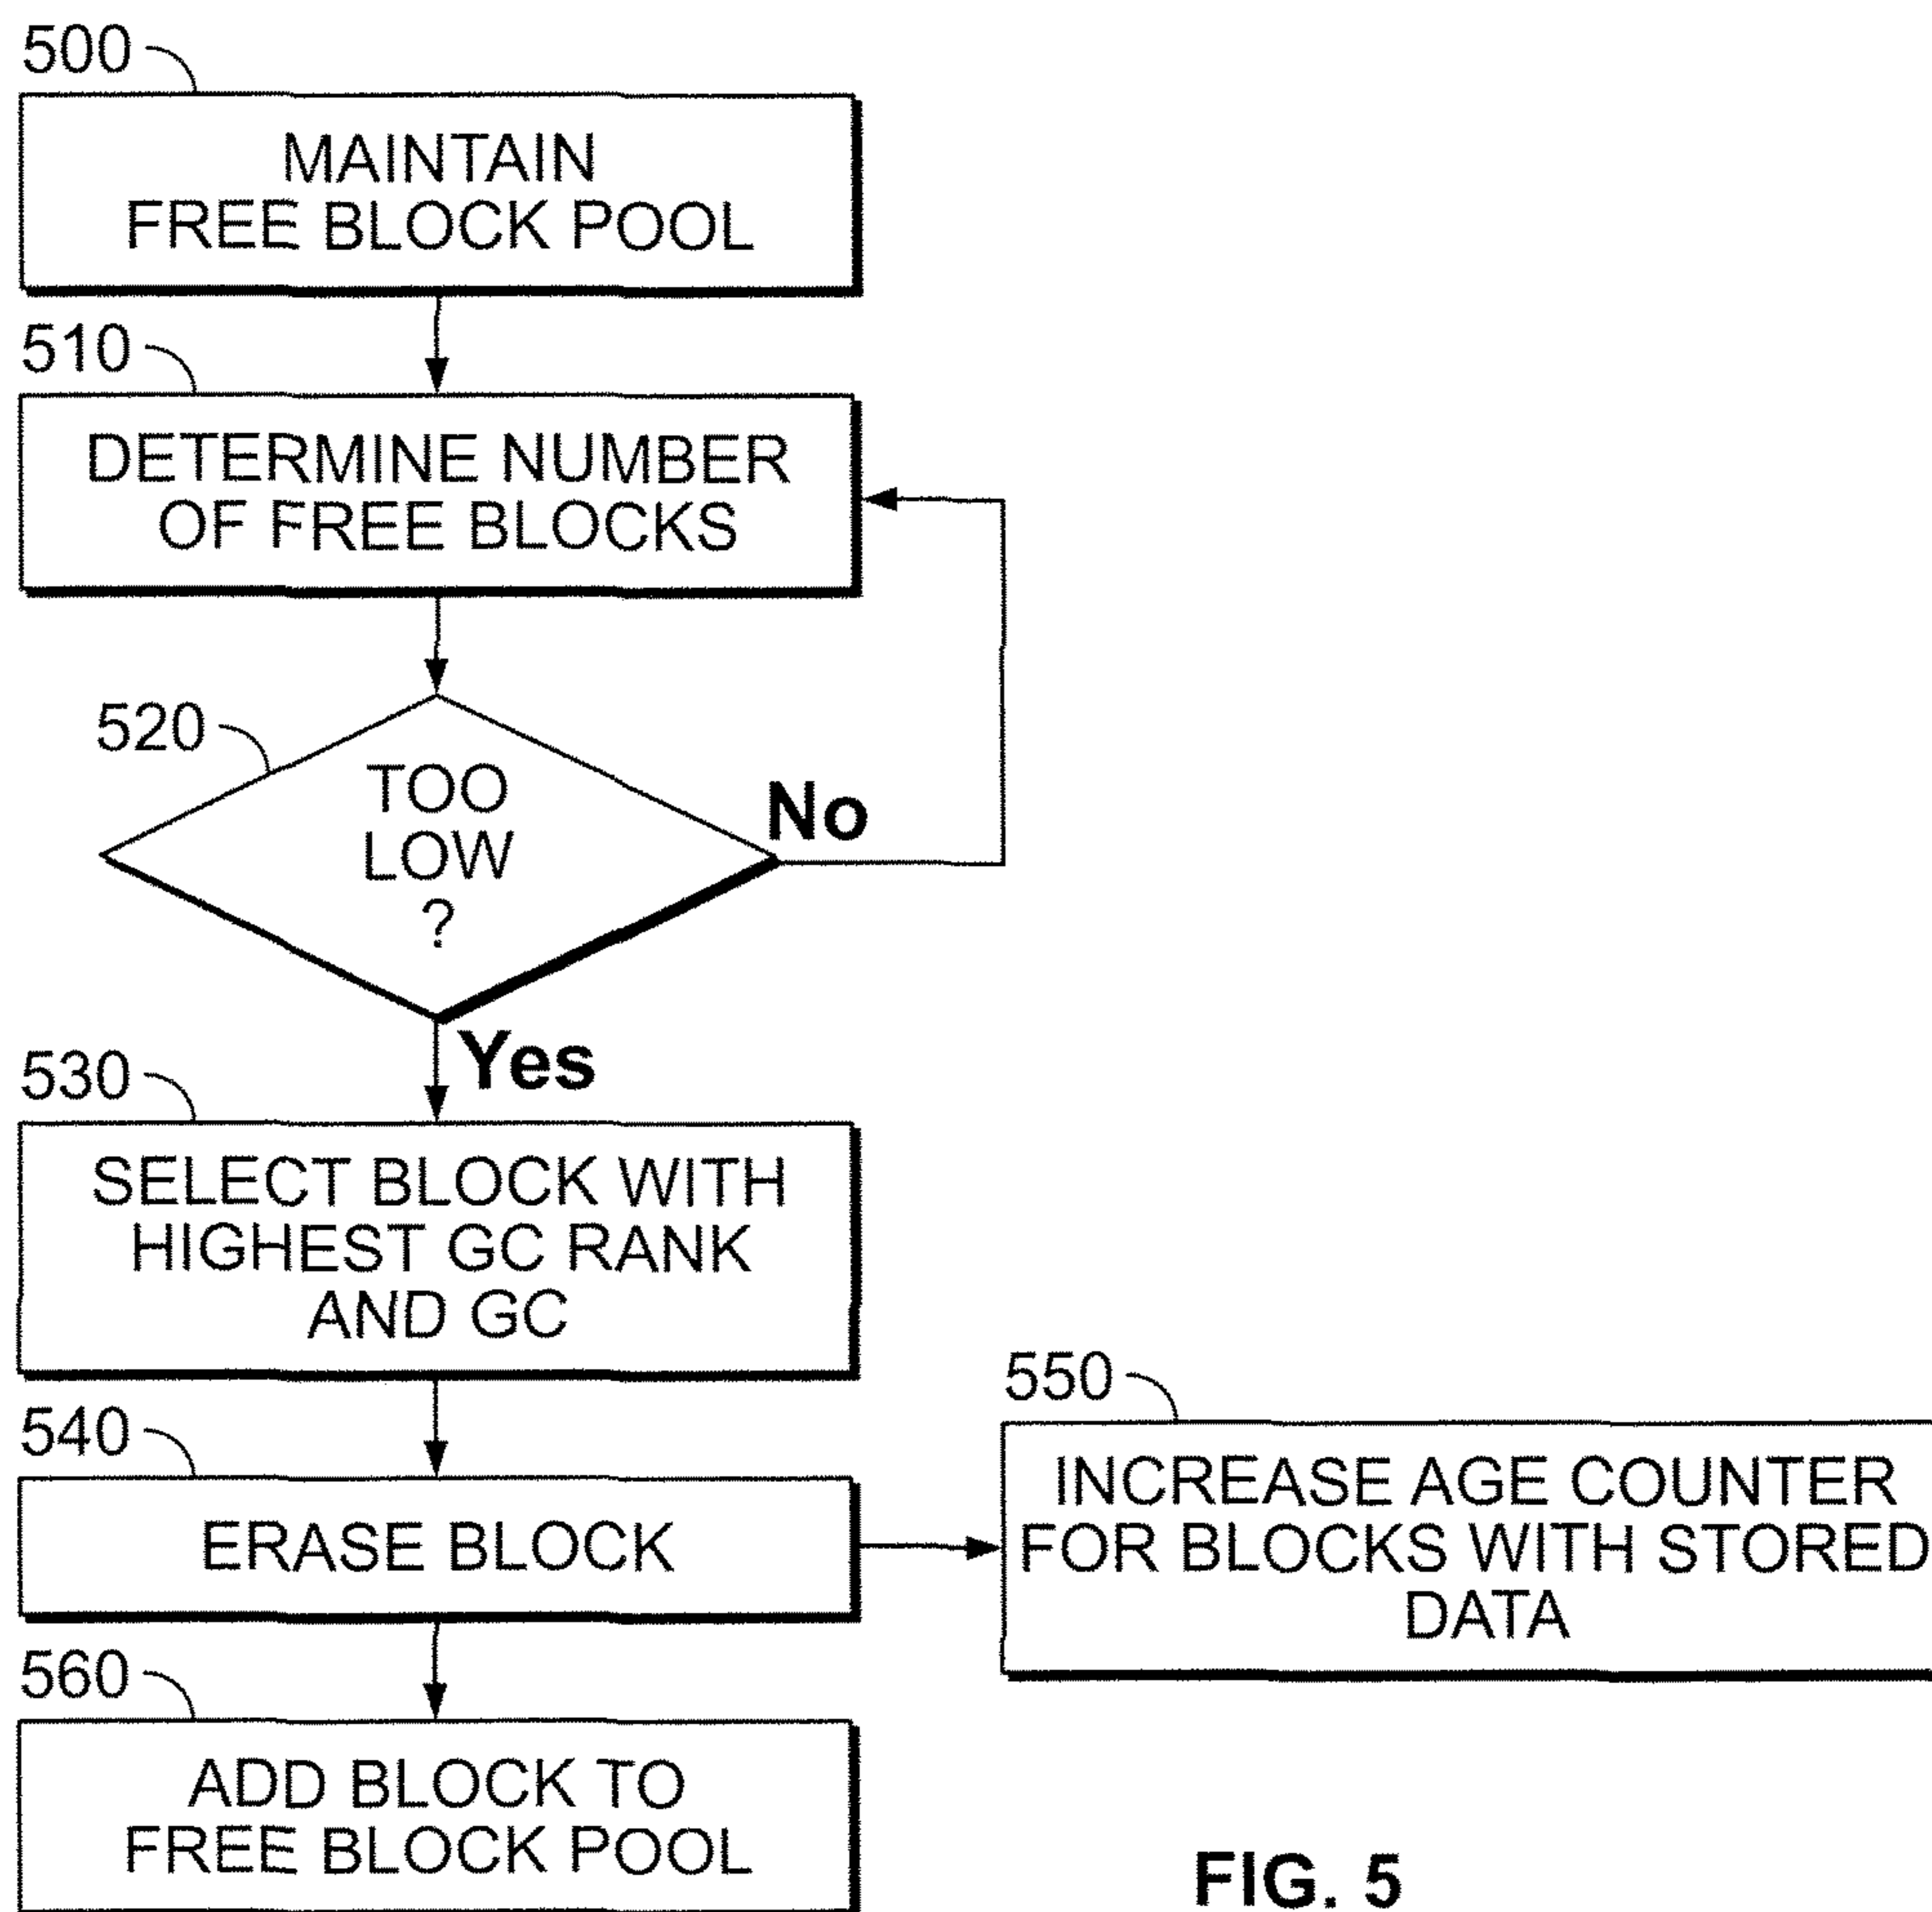 500
MAINTAIN
FREE BLOCK POOL
510
DETERMINE NUMBER
OF FREE BLOCKS
520
TOO
LOW
?
No
Yes
530
SELECT BLOCK WITH
HIGHEST GC RANK
AND GC
540
ERASE BLOCK
550
INCREASE AGE COUNTER
FOR BLOCKS WITH STORED
DATA
560
ADD BLOCK TO
FREE BLOCK POOL
FIG. 5